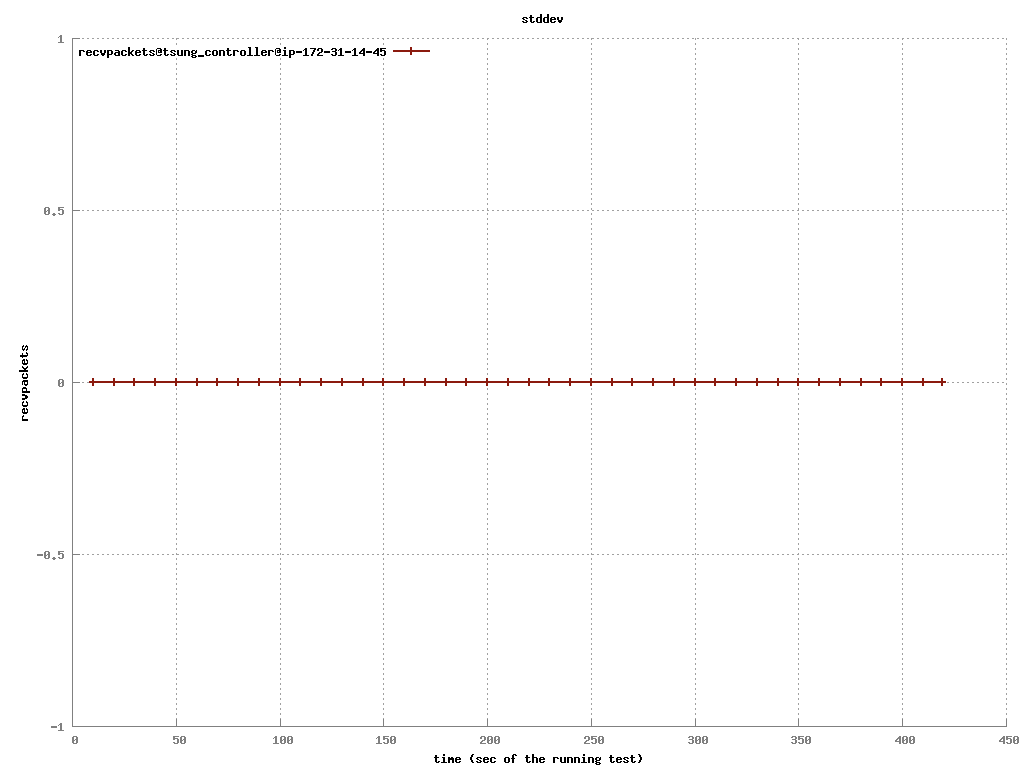 stddev
recvpackets@tsung_controller@ip-172-31-14-45
1
0.5
0
-0.5
-1
recvpackets
0 50 100 150 200 250 300 350 400 450
time (sec of the running test)